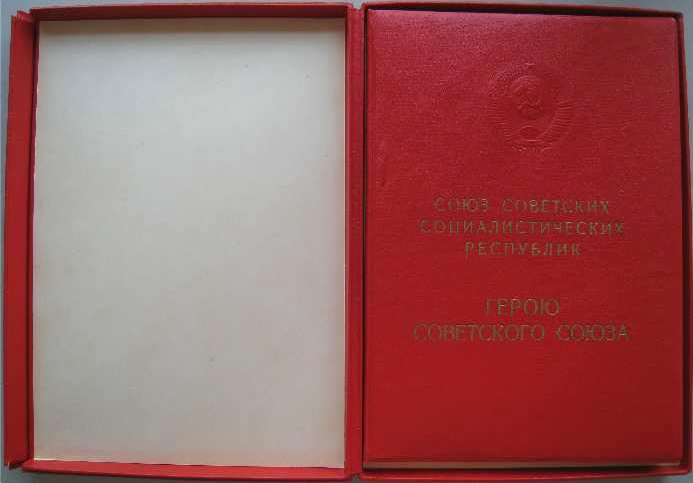 СОЮЗ СОВЕТСКИХ
СОЦИАЛИСТИЧЕСКИХ
РЕСПУБЛИК
ГЕРОЮ
СОВЕТСКОГО СОЮЗА